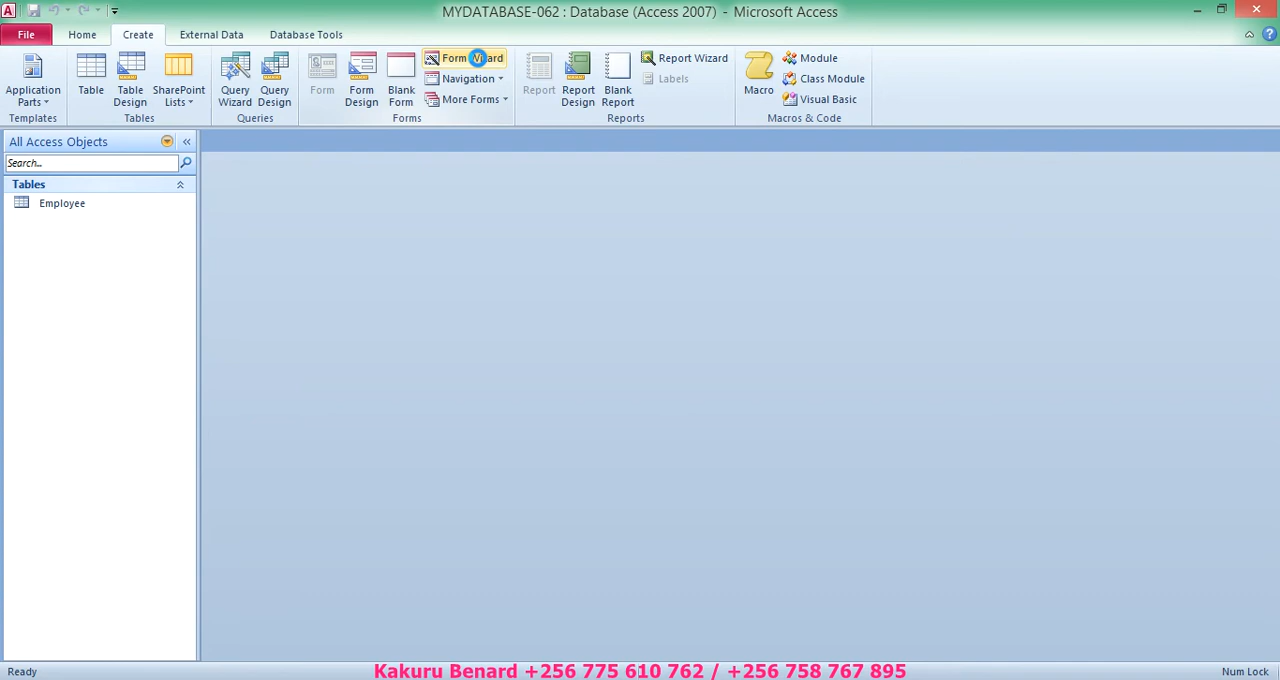 MYDATABASE-062 : Database (Access 2007) - Microsoft Access
File Home Create External Data Database Tools
Application Parts
Templates
Table
Table Design
SharePoint Lists
Tables
Query Wizard
Query Design
Queries
Form
Form Design
Blank Form
Form Wizard
Navigation
More Forms
Forms
Report
Report Design
Blank Report
Report Wizard
Labels
Reports
Macro
Module
Class Module
Visual Basic
Macros & Code
All Access Objects
Search...
Tables
Employee
Ready
Kakuru Benard +256 775 610 762 / +256 758 767 895
Num Lock